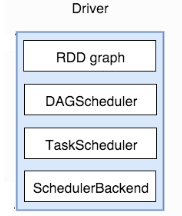 Driver
RDD graph
DAGScheduler
TaskScheduler
SchedulerBackend